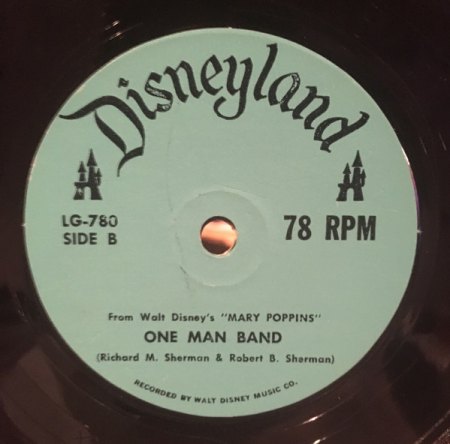 Disneyland
LG-780
SIDE B
78 RPM
From Walt Disney's "MARY POPPINS"
ONE MAN BAND
(Richard M. Sherman & Robert B. Sherman)
RECORDED BY WALT DISNEY MUSIC CO.